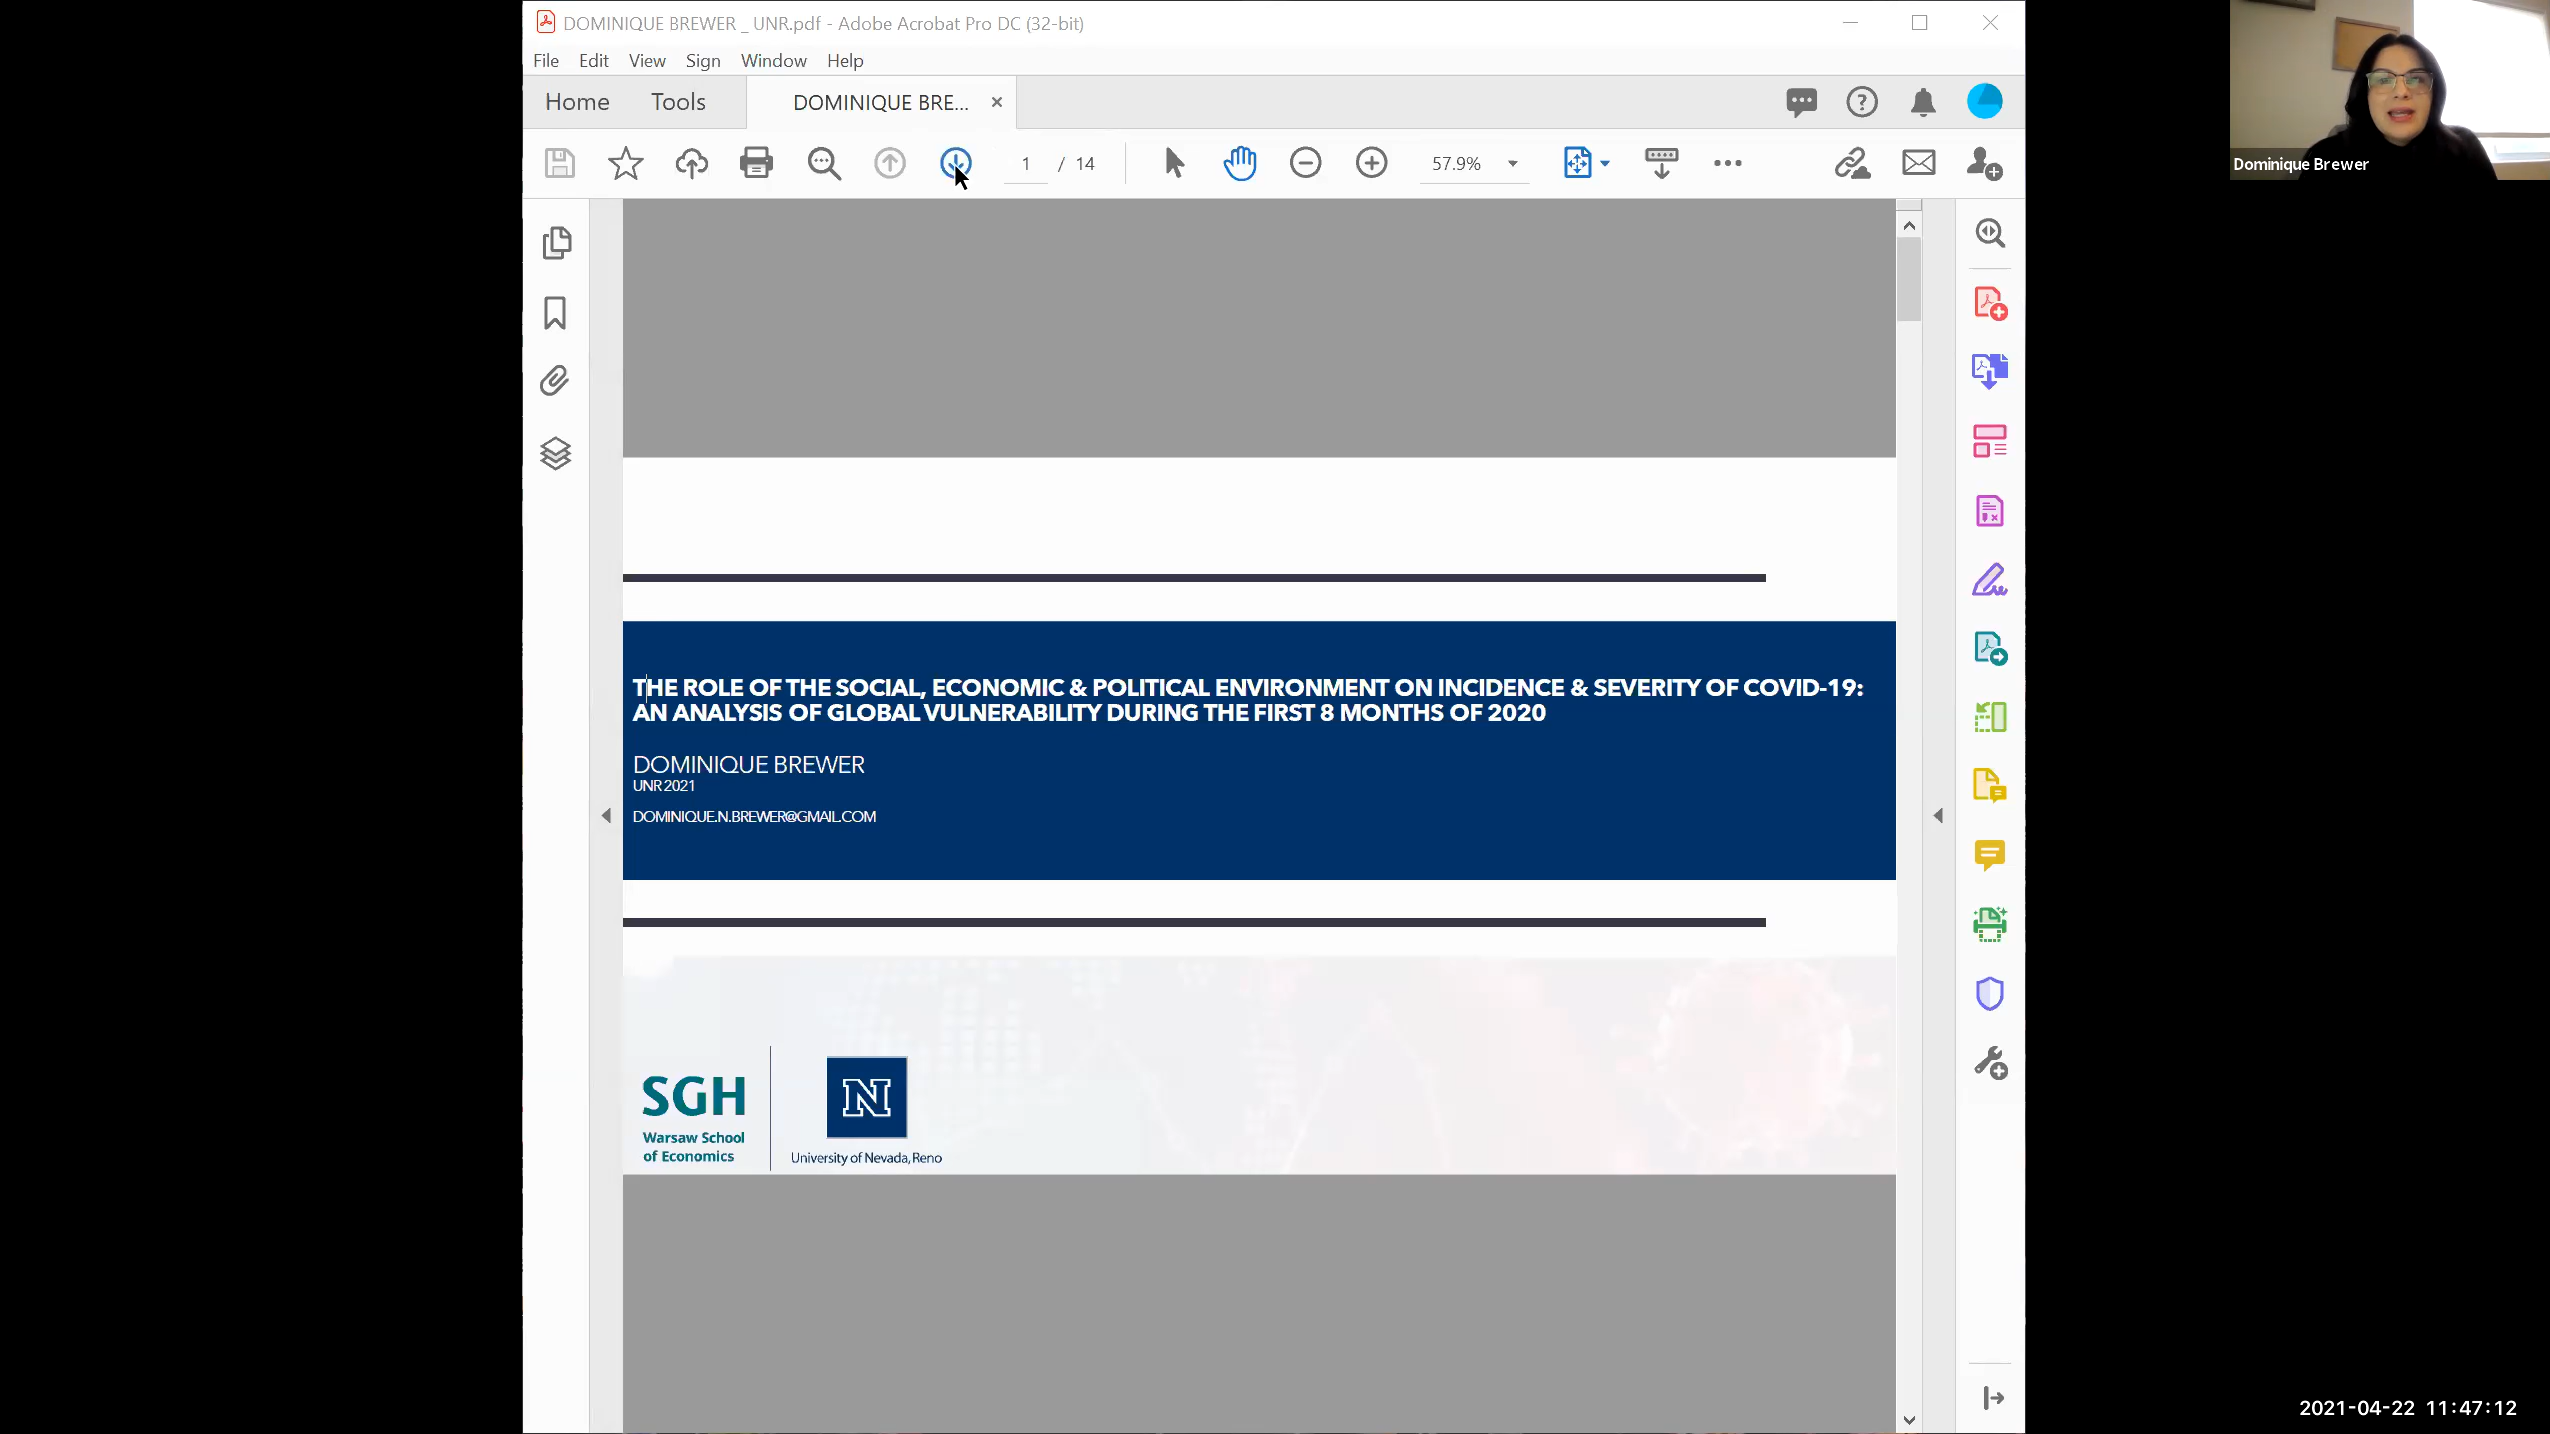 DOMINIQUE BREWER _ UNR.pdf - Adobe Acrobat Pro DC (32-bit)
File Edit View Sign Window Help
Home Tools DOMINIQUE BRE...
1 / 14 57.9%
THE ROLE OF THE SOCIAL, ECONOMIC & POLITICAL ENVIRONMENT ON INCIDENCE & SEVERITY OF COVID-19:
AN ANALYSIS OF GLOBAL VULNERABILITY DURING THE FIRST 8 MONTHS OF 2020
DOMINIQUE BREWER
UNR 2021
DOMINIQUE.N.BREWER@GMAIL.COM
SGH
Warsaw School
of Economics
N
University of Nevada, Reno
Dominique Brewer
2021-04-22 11:47:12